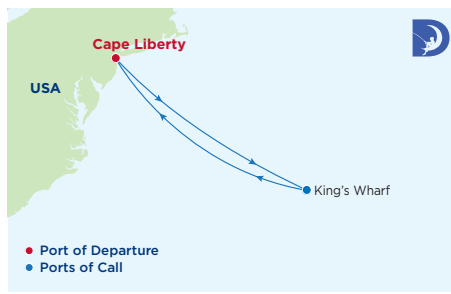 Cape Liberty
USA
King's Wharf
Port of Departure
Ports of Call